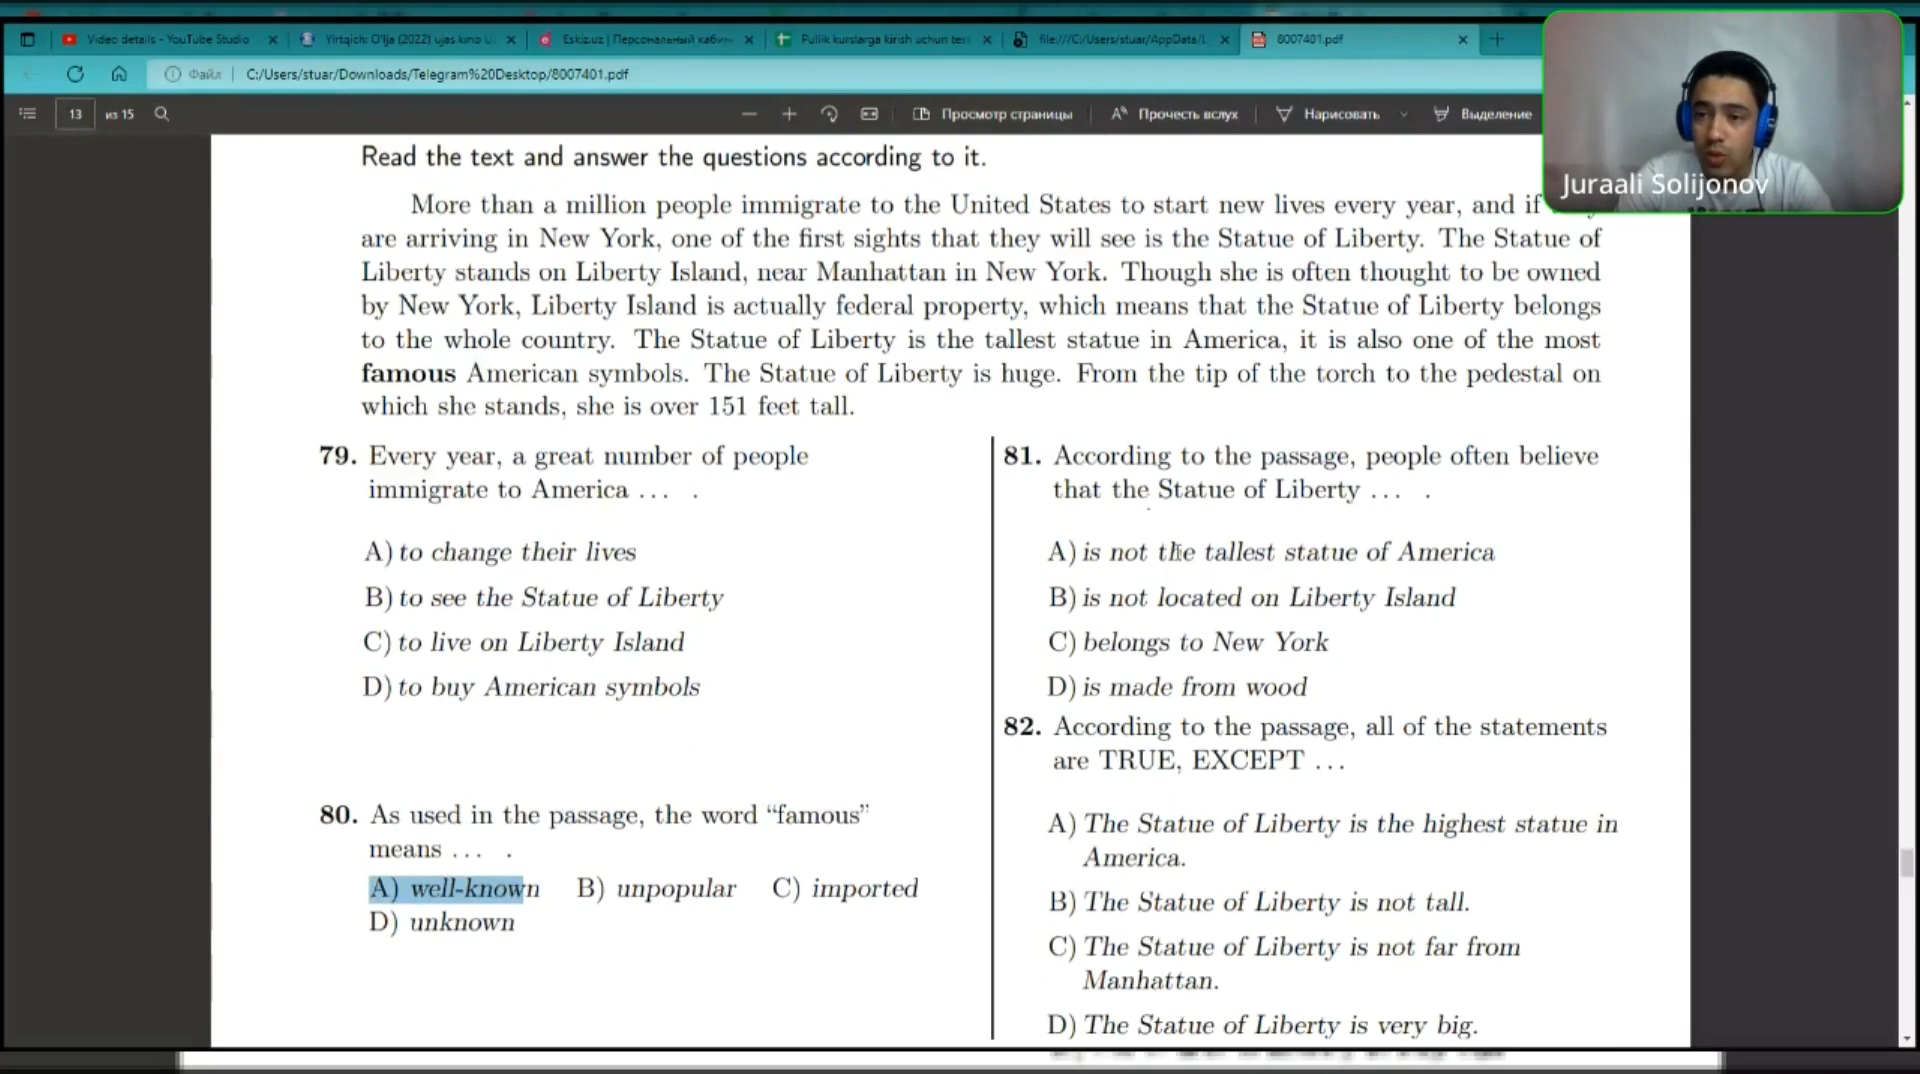 Video details - YouTube Studio
Yirtqich: O'lja (2022) ujas kino U
Eskiz.uz | Персональный кабин
Pullik kurslarga kirish uchun test
file:///C:/Users/stuar/AppData/L
8007401.pdf
Файл | C:/Users/stuar/Downloads/Telegram%20Desktop/8007401.pdf
13 из 15
Просмотр страницы
Прочесть вслух
Нарисовать
Выделение
Juraali Solijonov
Read the text and answer the questions according to it.
More than a million people immigrate to the United States to start new lives every year, and if
are arriving in New York, one of the first sights that they will see is the Statue of Liberty. The Statue of
Liberty stands on Liberty Island, near Manhattan in New York. Though she is often thought to be owned
by New York, Liberty Island is actually federal property, which means that the Statue of Liberty belongs
to the whole country. The Statue of Liberty is the tallest statue in America, it is also one of the most
famous American symbols. The Statue of Liberty is huge. From the tip of the torch to the pedestal on
which she stands, she is over 151 feet tall.
79. Every year, a great number of people
immigrate to America ... .
A) to change their lives
B) to see the Statue of Liberty
C) to live on Liberty Island
D) to buy American symbols
80. As used in the passage, the word “famous”
means ... .
A) well-known B) unpopular C) imported
D) unknown
81. According to the passage, people often believe
that the Statue of Liberty ... .
A) is not the tallest statue of America
B) is not located on Liberty Island
C) belongs to New York
D) is made from wood
82. According to the passage, all of the statements
are TRUE, EXCEPT ...
A) The Statue of Liberty is the highest statue in
America.
B) The Statue of Liberty is not tall.
C) The Statue of Liberty is not far from
Manhattan.
D) The Statue of Liberty is very big.